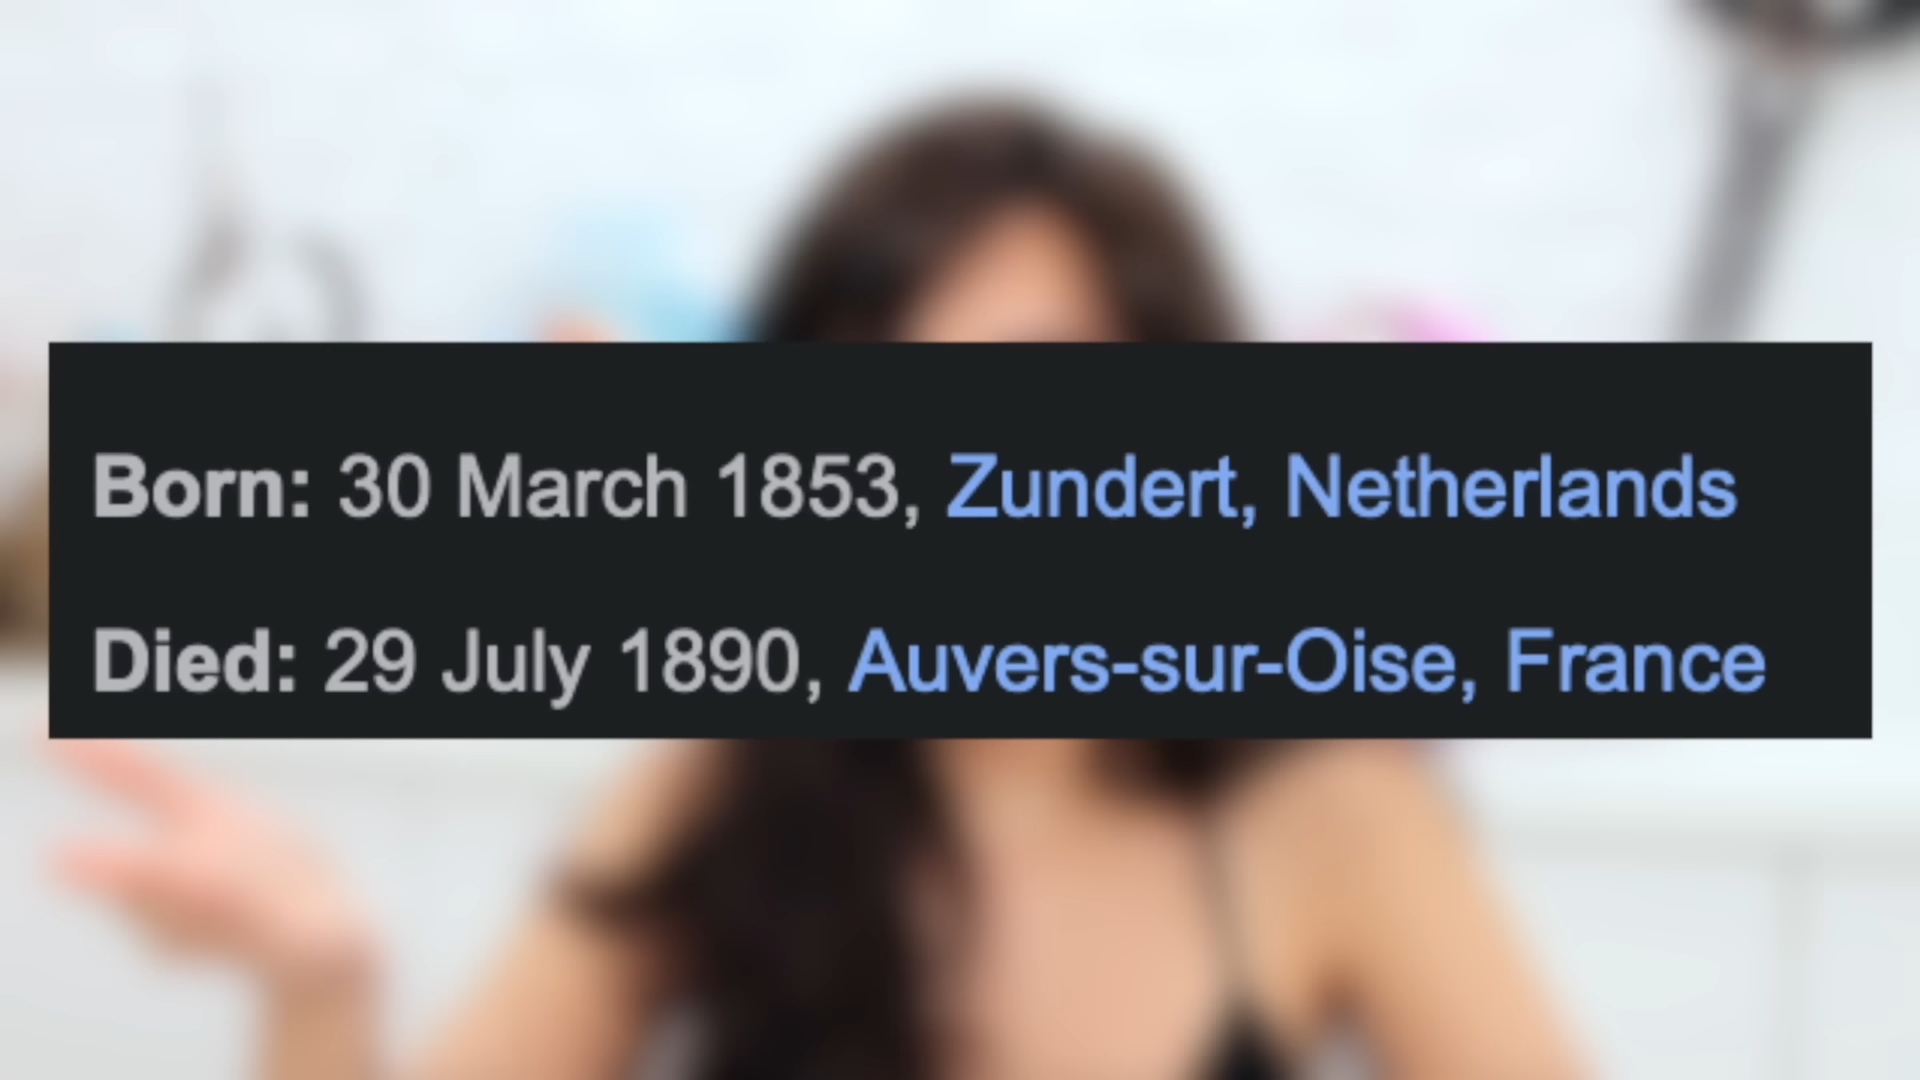 Born: 30 March 1853, Zundert, Netherlands
Died: 29 July 1890, Auvers-sur-Oise, France